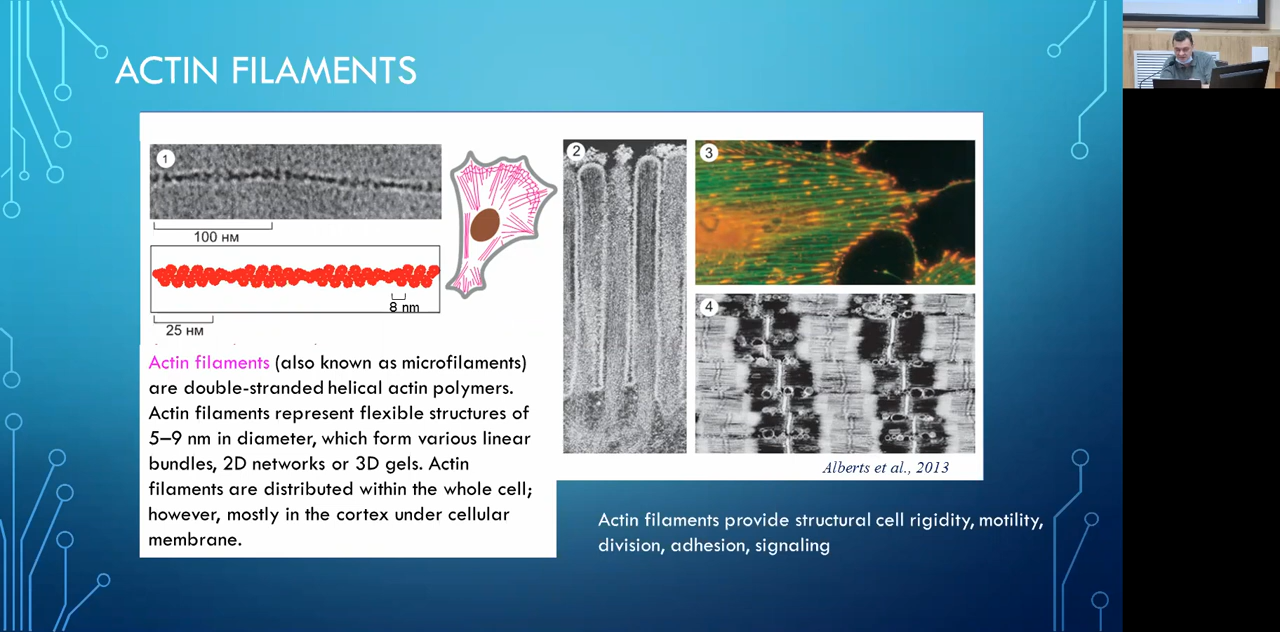 ACTIN FILAMENTS
1
100 нм
8 nm
25 нм
2
3
4
Actin filaments (also known as microfilaments)
are double-stranded helical actin polymers.
Actin filaments represent flexible structures of
5–9 nm in diameter, which form various linear
bundles, 2D networks or 3D gels. Actin
filaments are distributed within the whole cell;
however, mostly in the cortex under cellular
membrane.
Alberts et al., 2013
Actin filaments provide structural cell rigidity, motility,
division, adhesion, signaling